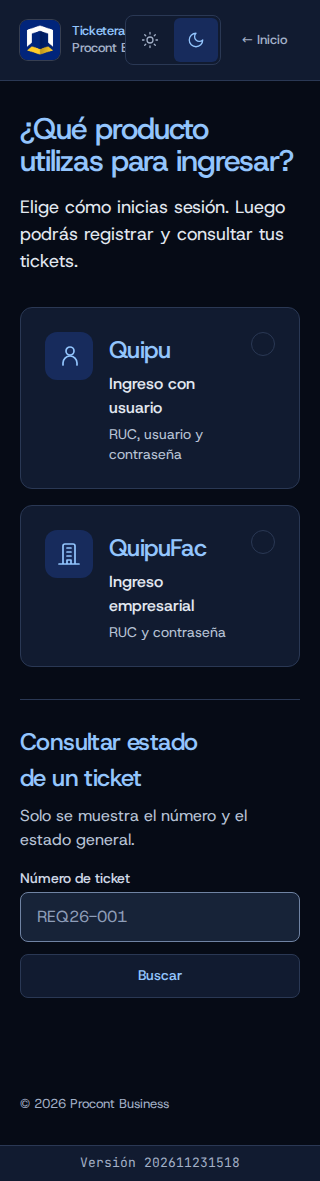 Ticketera
Procont B
← Inicio
¿Qué producto
utilizas para ingresar?
Elige cómo inicias sesión. Luego
podrás registrar y consultar tus
tickets.
Quipu
Ingreso con
usuario
RUC, usuario y
contraseña
QuipuFac
Ingreso
empresarial
RUC y contraseña
Consultar estado
de un ticket
Solo se muestra el número y el
estado general.
Número de ticket
REQ26-001
Buscar
© 2026 Procont Business
Versión 202611231518